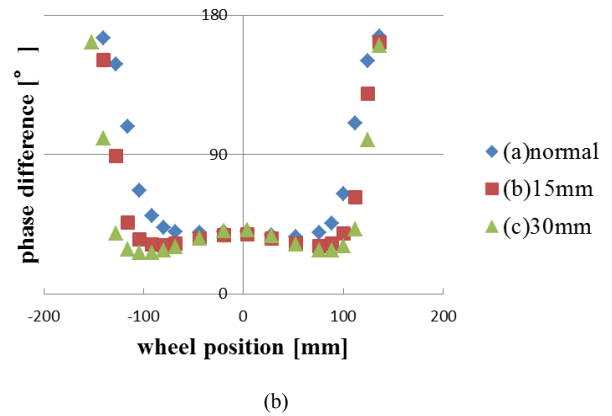 180
90
0
-200
-100
0
100
200
phase difference [°]
wheel position [mm]
(a)normal
(b)15mm
(c)30mm
(b)